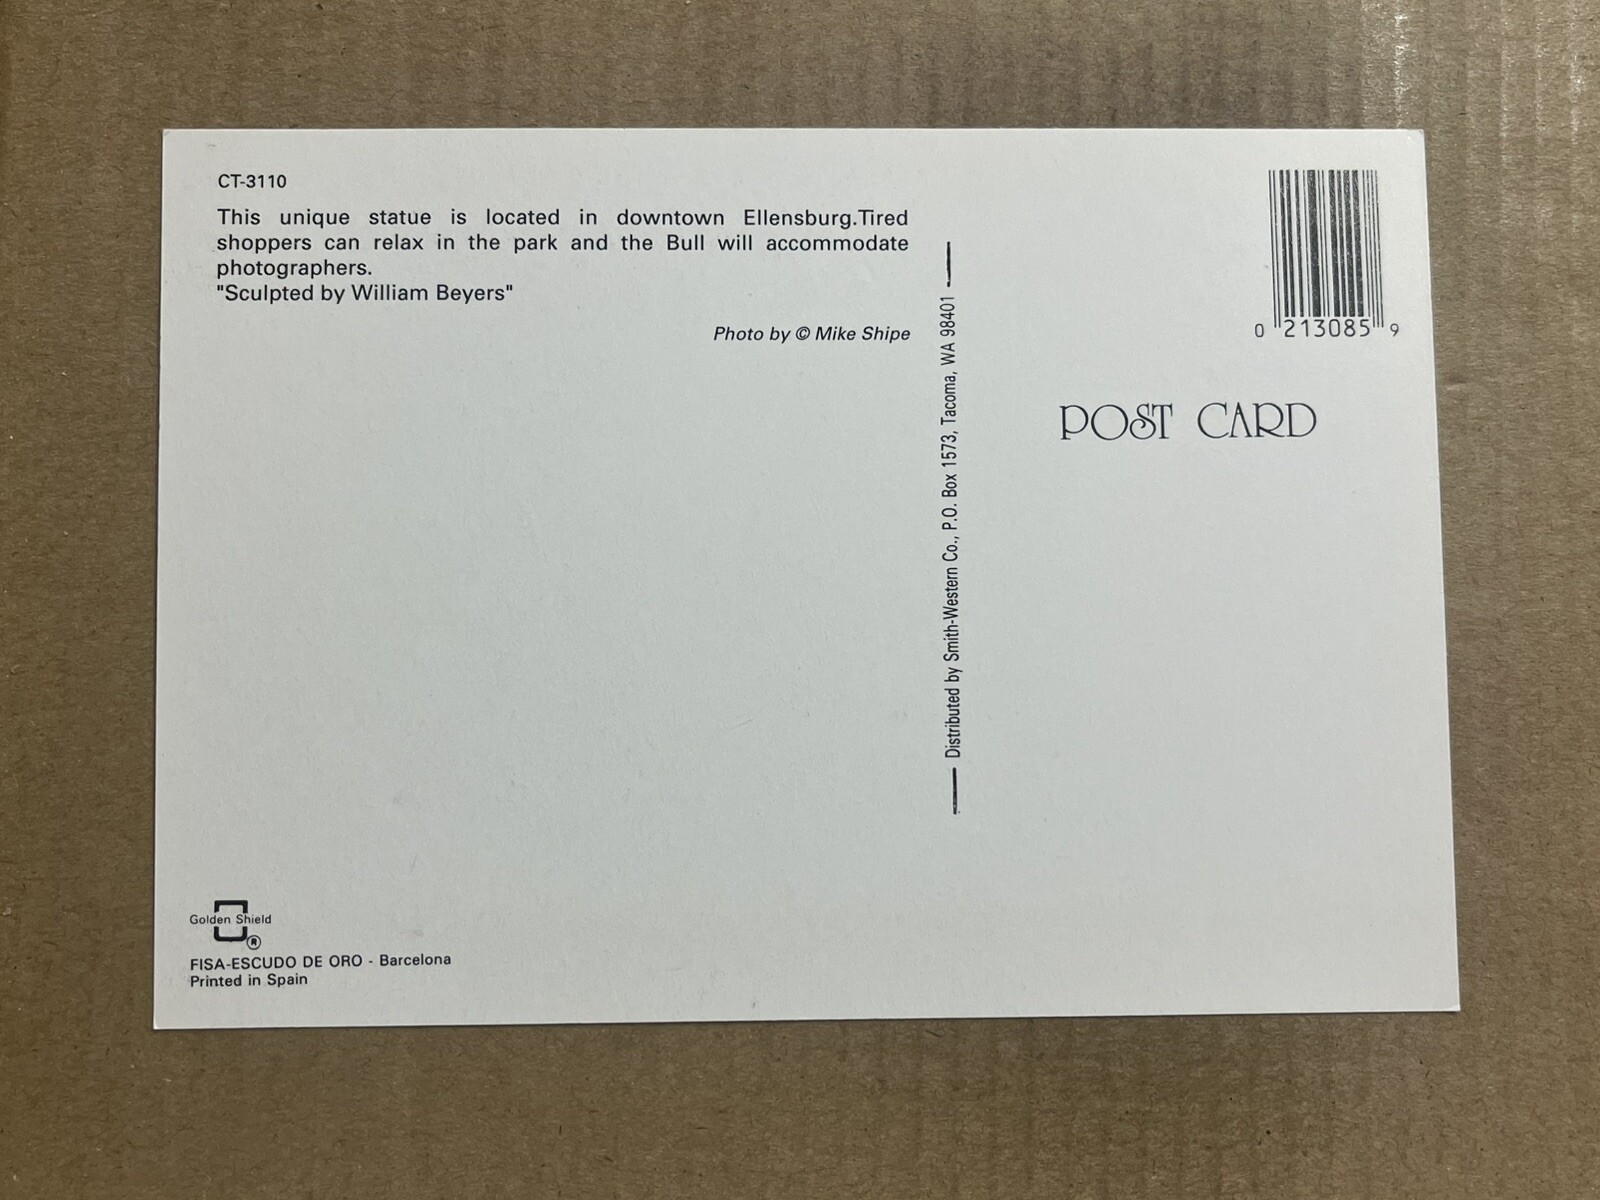 CT-3110
This unique statue is located in downtown Ellensburg.Tired
shoppers can relax in the park and the Bull will accommodate
photographers.
"Sculpted by William Beyers"
Photo by © Mike Shipe
Distributed by Smith-Western Co., P.O. Box 1573, Tacoma, WA 98401
0 213085 9
POST CARD
Golden Shield
®
FISA-ESCUDO DE ORO - Barcelona
Printed in Spain